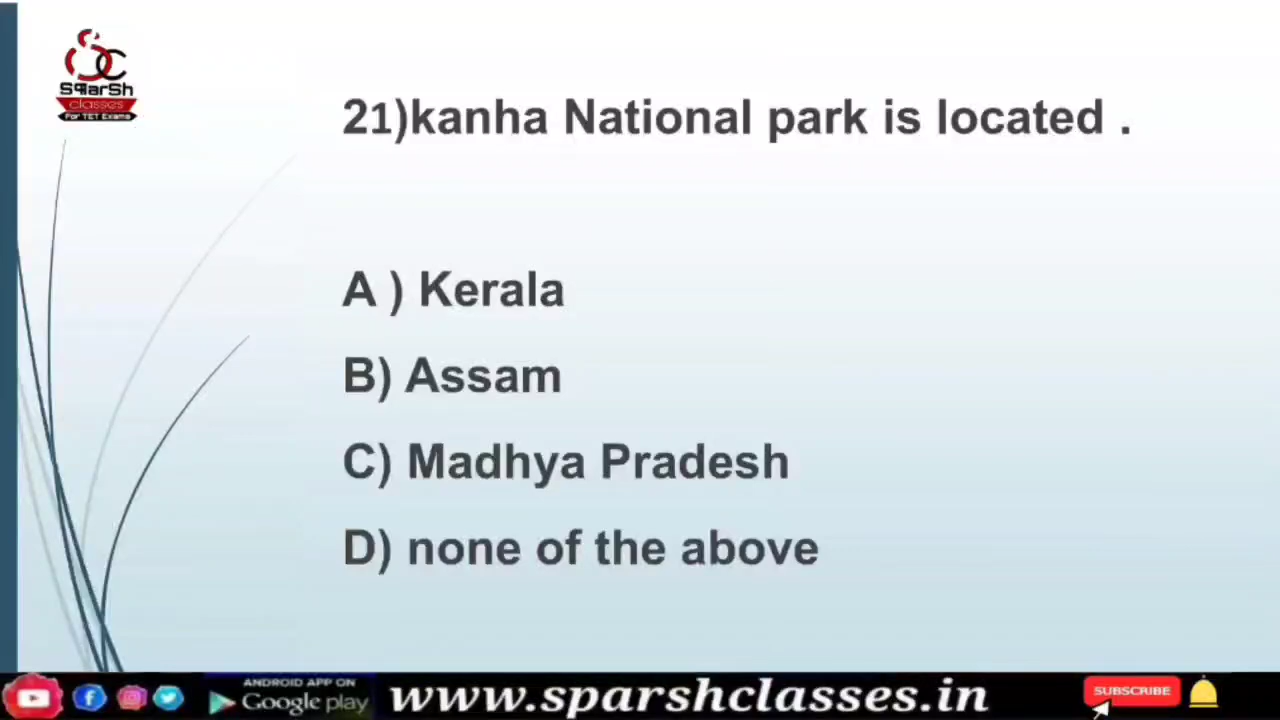 SपarSh
classes
For TET Exams
21)kanha National park is located .
A ) Kerala
B) Assam
C) Madhya Pradesh
D) none of the above
ANDROID APP ON
Google play
www.sparshclasses.in
SUBSCRIBE